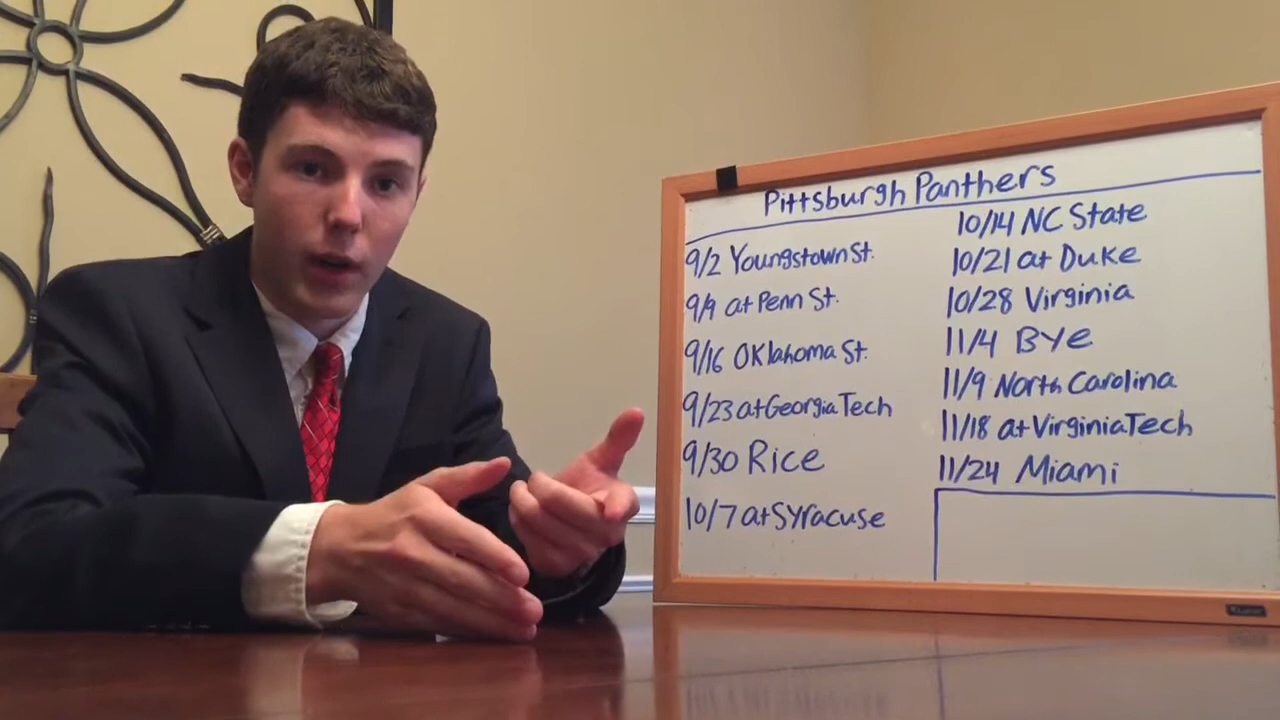 Pittsburgh Panthers
9/2 Youngstown St.
9/9 at Penn St.
9/16 Oklahoma St.
9/23 at Georgia Tech
9/30 Rice
10/7 at Syracuse
10/14 NC State
10/21 at Duke
10/28 Virginia
11/4 Bye
11/9 North Carolina
11/18 at Virginia Tech
11/24 Miami